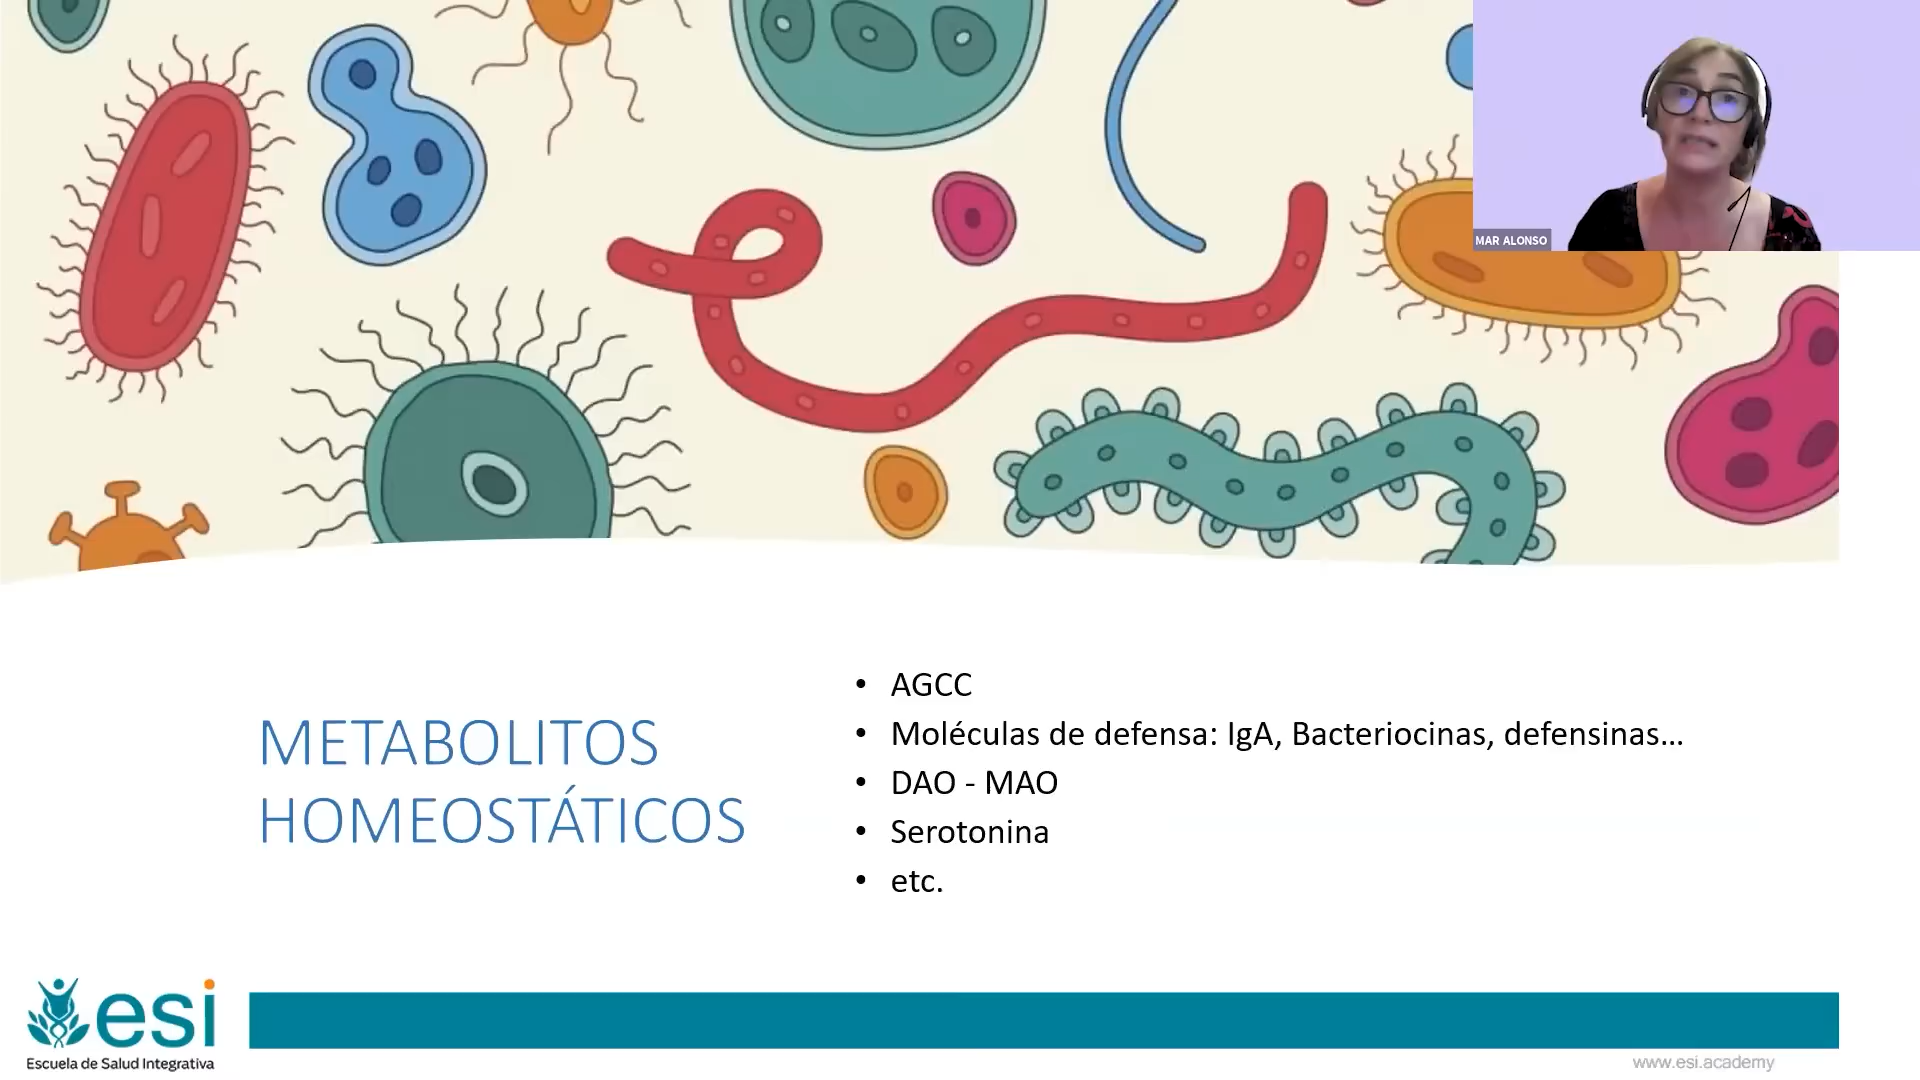 MAR ALONSO
METABOLITOS
HOMEOSTÁTICOS
• AGCC
• Moléculas de defensa: IgA, Bacteriocinas, defensinas...
• DAO - MAO
• Serotonina
• etc.
esi
Escuela de Salud Integrativa
www.esi.academy